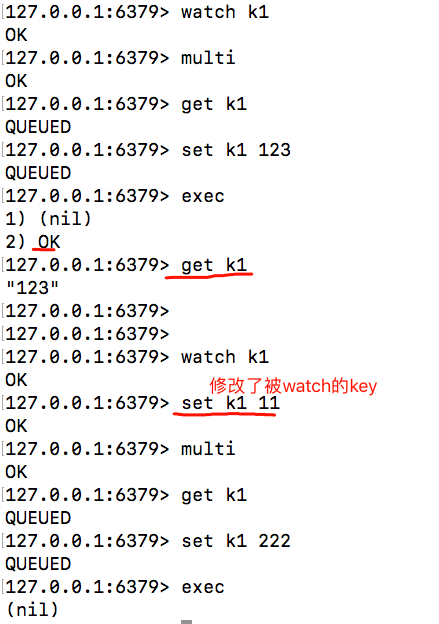 127.0.0.1:6379> watch k1
OK
127.0.0.1:6379> multi
OK
127.0.0.1:6379> get k1
QUEUED
127.0.0.1:6379> set k1 123
QUEUED
127.0.0.1:6379> exec
1) (nil)
2) OK
127.0.0.1:6379> get k1
"123"
127.0.0.1:6379>
127.0.0.1:6379>
127.0.0.1:6379> watch k1
OK
修改了被watch的key
127.0.0.1:6379> set k1 11
OK
127.0.0.1:6379> multi
OK
127.0.0.1:6379> get k1
QUEUED
127.0.0.1:6379> set k1 222
QUEUED
127.0.0.1:6379> exec
(nil)